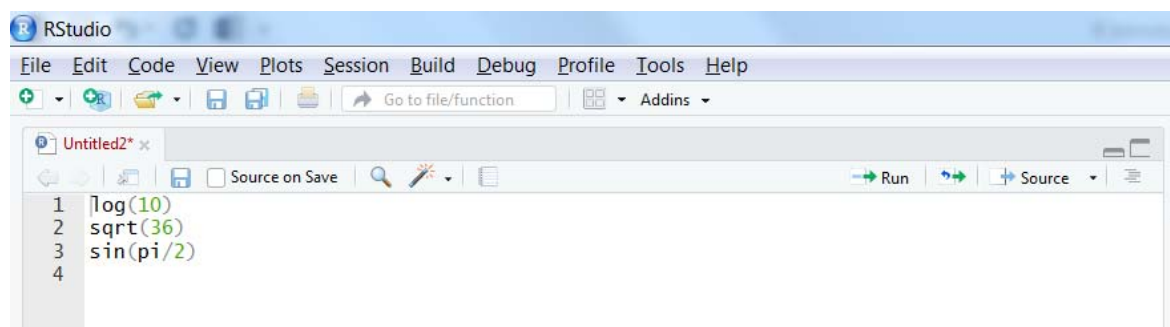 RStudio
File Edit Code View Plots Session Build Debug Profile Tools Help
Go to file/function Addins
Untitled2*
Source on Save Run Source
1 log(10)
2 sqrt(36)
3 sin(pi/2)
4